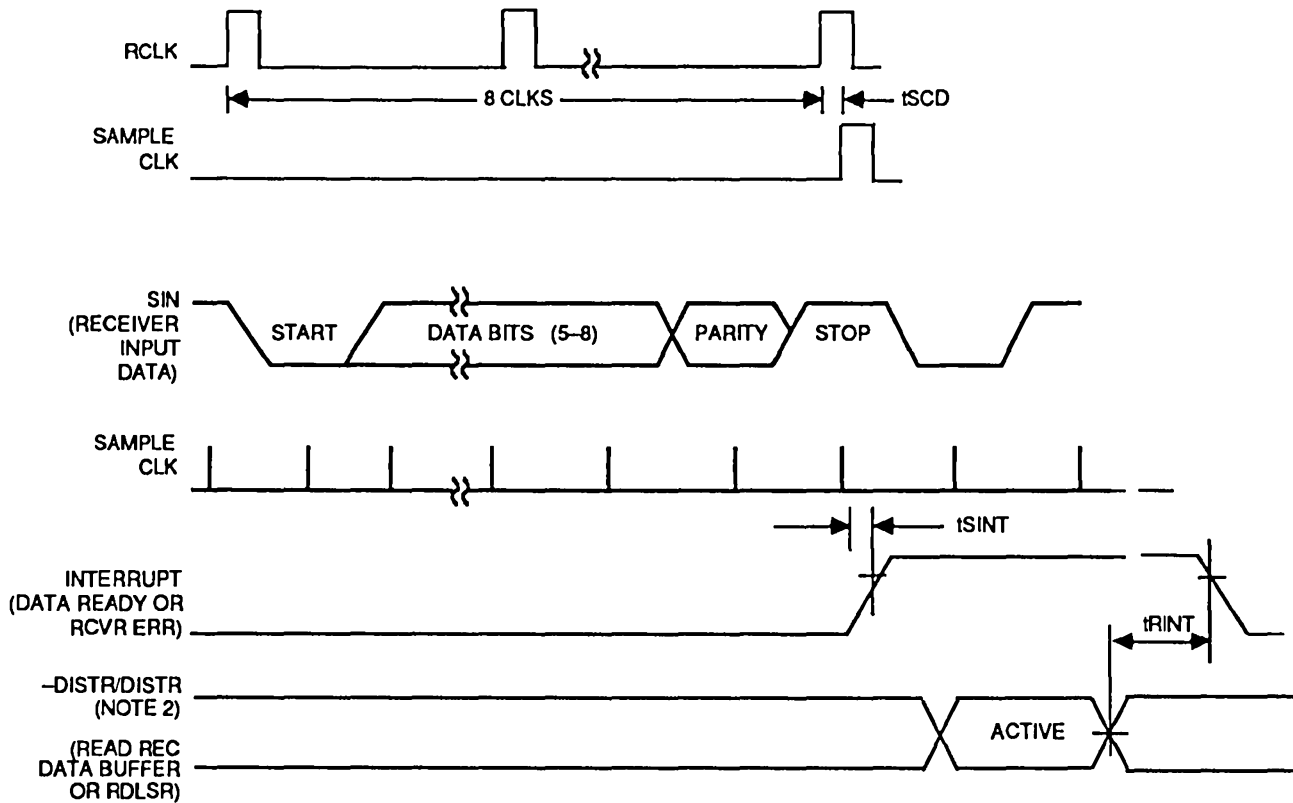 RCLK
8 CLKS
tSCD
SAMPLE
CLK
SIN
(RECEIVER
INPUT
DATA)
START
DATA BITS (5–8)
PARITY
STOP
SAMPLE
CLK
tSINT
INTERRUPT
(DATA READY OR
RCVR ERR)
tRINT
–DISTR/DISTR
(NOTE 2)
ACTIVE
(READ REC
DATA BUFFER
OR RDLSR)